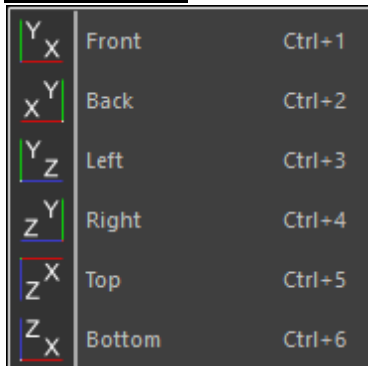 Y X Front Ctrl+1
X Y Back Ctrl+2
Y Z Left Ctrl+3
Z Y Right Ctrl+4
Z X Top Ctrl+5
Z X Bottom Ctrl+6